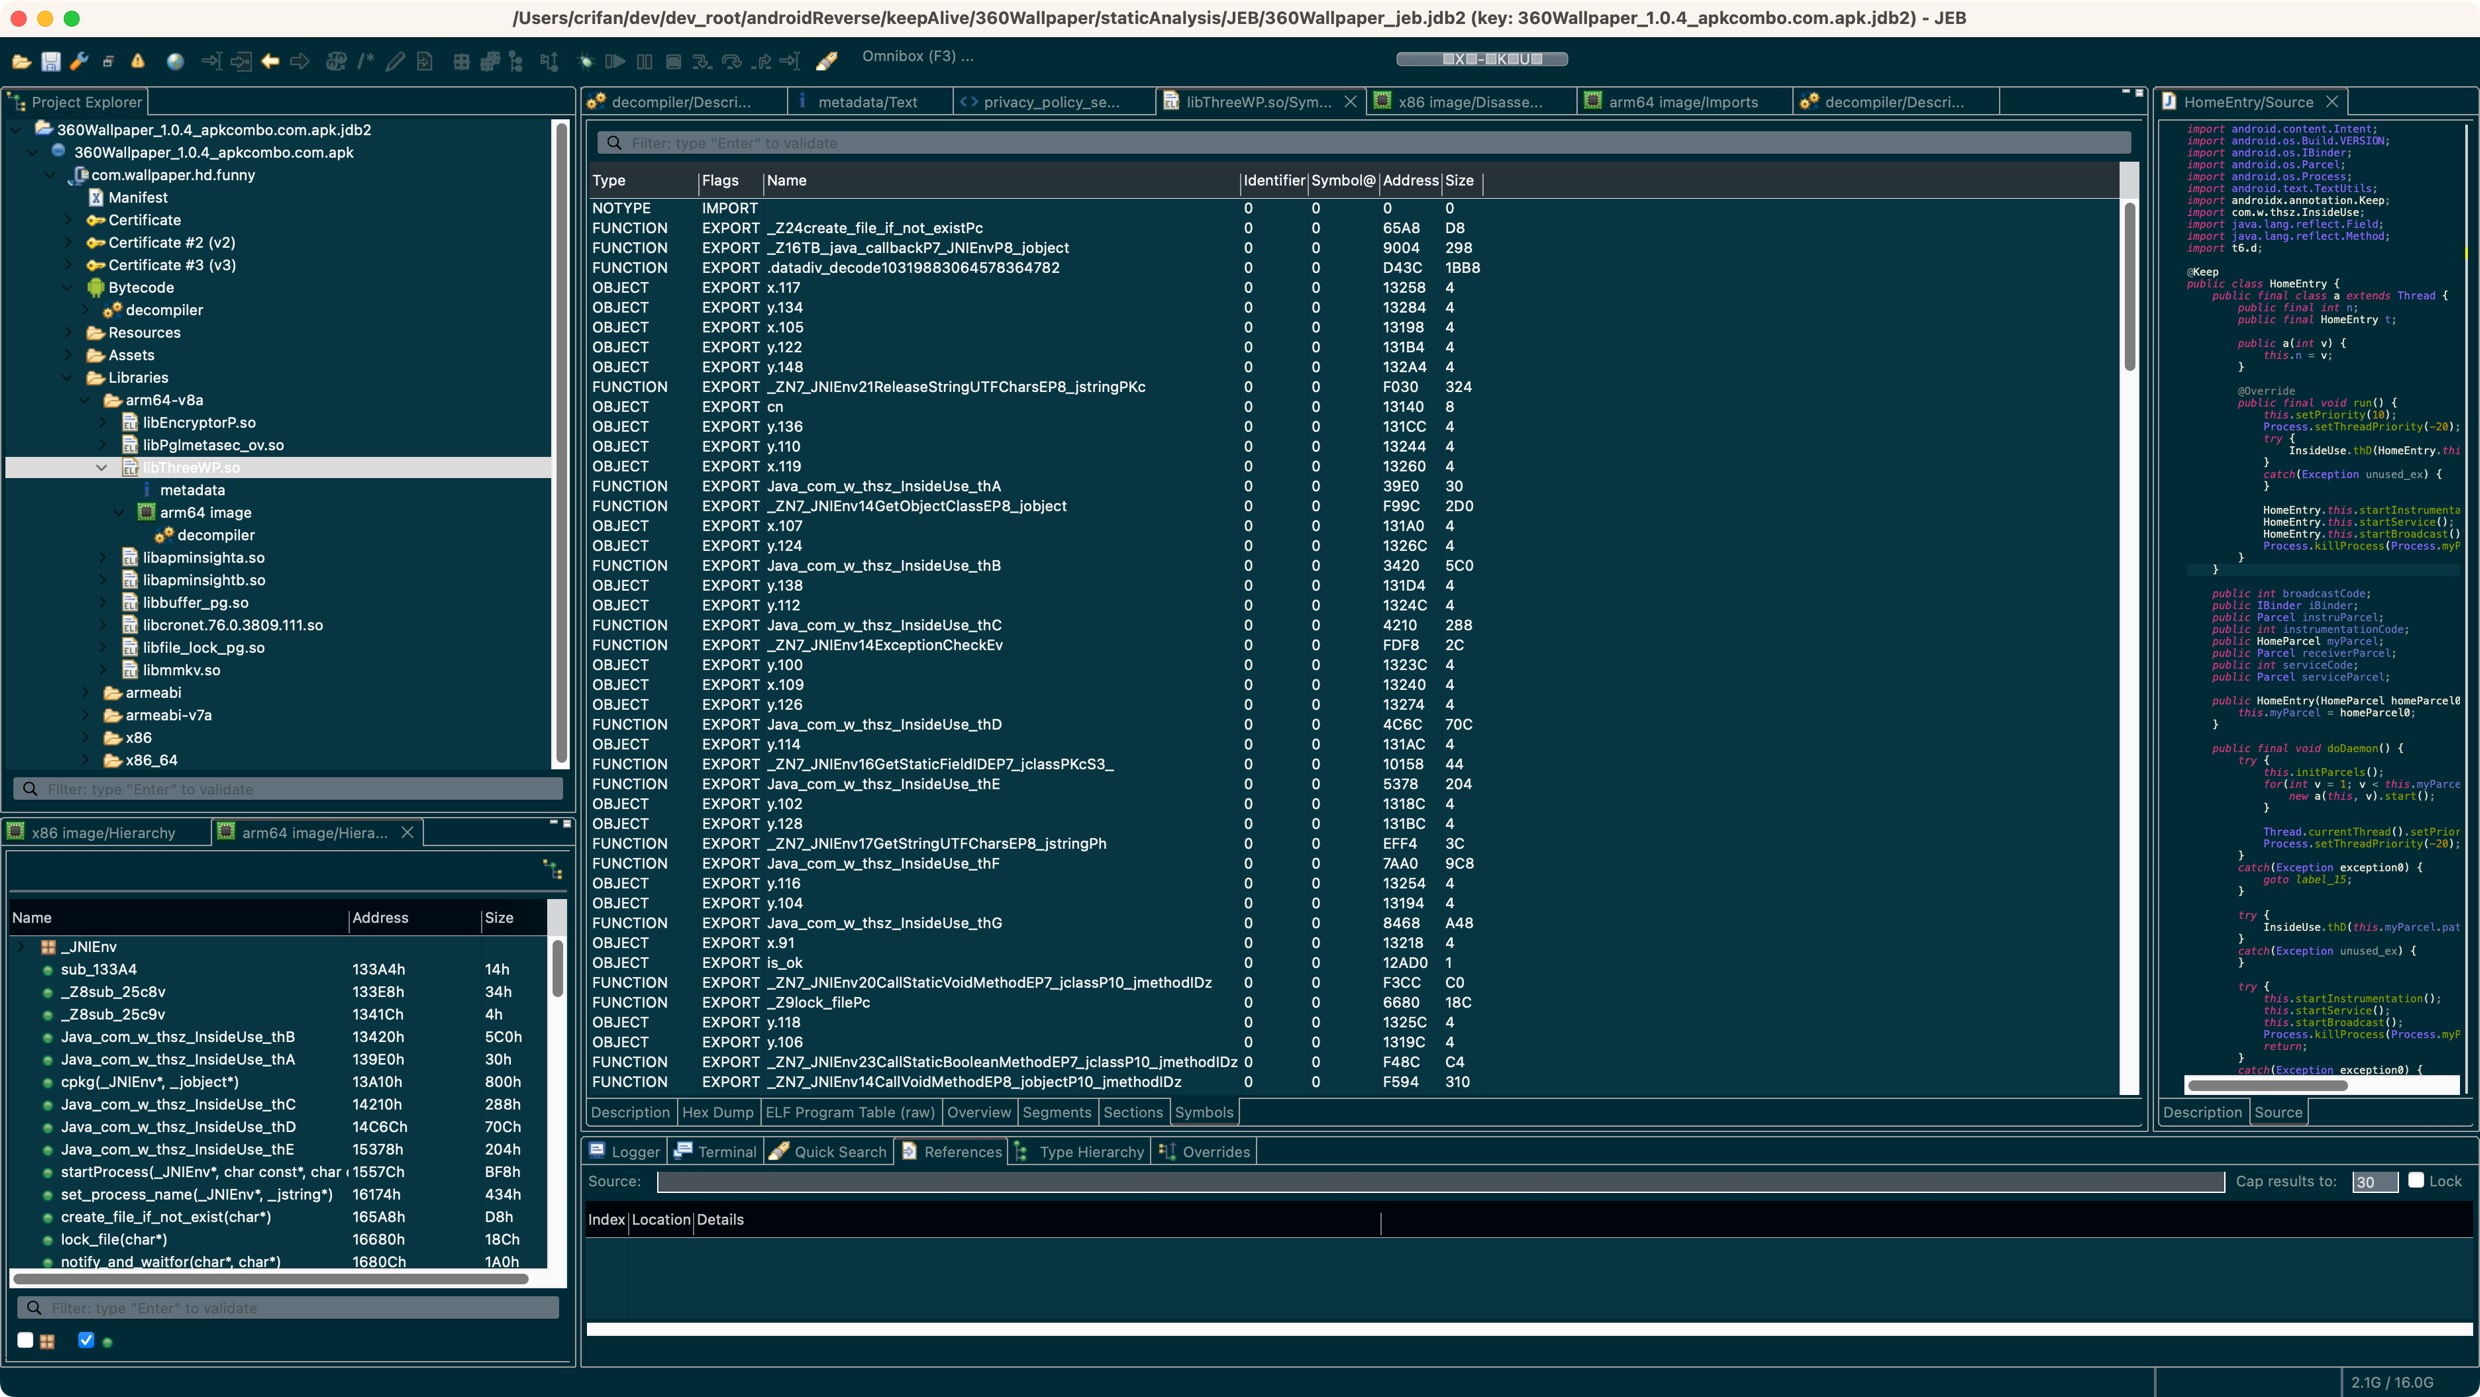 /Users/crifan/dev/dev_root/androidReverse/keepAlive/360Wallpaper/staticAnalysis/JEB/360Wallpaper_jeb.jdb2 (key: 360Wallpaper_1.0.4_apkcombo.com.apk.jdb2) - JEB
Omnibox (F3) ...
Project Explorer
360Wallpaper_1.0.4_apkcombo.com.apk.jdb2
360Wallpaper_1.0.4_apkcombo.com.apk
com.wallpaper.hd.funny
Manifest
Certificate
Certificate #2 (v2)
Certificate #3 (v3)
Bytecode
decompiler
Resources
Assets
Libraries
arm64-v8a
libEncryptorP.so
libPglmetasec_ov.so
libThreeWP.so
metadata
arm64 image
decompiler
libapminsighta.so
libapminsightb.so
libbuffer_pg.so
libcronet.76.0.3809.111.so
libfile_lock_pg.so
libmmkv.so
armeabi
armeabi-v7a
x86
x86_64
Filter: type "Enter" to validate
x86 image/Hierarchy arm64 image/Hiera...
Name Address Size
_JNIEnv
sub_133A4 133A4h 14h
_Z8sub_25c8v 133E8h 34h
_Z8sub_25c9v 1341Ch 4h
Java_com_w_thsz_InsideUse_thB 13420h 5C0h
Java_com_w_thsz_InsideUse_thA 139E0h 30h
cpkg(_JNIEnv*, _jobject*) 13A10h 800h
Java_com_w_thsz_InsideUse_thC 14210h 288h
Java_com_w_thsz_InsideUse_thD 14C6Ch 70Ch
Java_com_w_thsz_InsideUse_thE 15378h 204h
startProcess(_JNIEnv*, char const*, char 1557Ch BF8h
set_process_name(_JNIEnv*, _jstring*) 16174h 434h
create_file_if_not_exist(char*) 165A8h D8h
lock_file(char*) 16680h 18Ch
notify_and_waitfor(char*, char*) 1680Ch 1A0h
Filter: type "Enter" to validate
decompiler/Descri... metadata/Text privacy_policy_se... libThreeWP.so/Sym... x86 image/Disasse... arm64 image/Imports decompiler/Descri...
Filter: type "Enter" to validate
Type Flags Name Identifier Symbol@ Address Size
NOTYPE IMPORT 0 0 0 0
FUNCTION EXPORT _Z24create_file_if_not_existPc 0 0 65A8 D8
FUNCTION EXPORT _Z16TB_java_callbackP7_JNIEnvP8_jobject 0 0 9004 298
FUNCTION EXPORT .datadiv_decode10319883064578364782 0 0 D43C 1BB8
OBJECT EXPORT x.117 0 0 13258 4
OBJECT EXPORT y.134 0 0 13284 4
OBJECT EXPORT x.105 0 0 13198 4
OBJECT EXPORT y.122 0 0 131B4 4
OBJECT EXPORT y.148 0 0 132A4 4
FUNCTION EXPORT _ZN7_JNIEnv21ReleaseStringUTFCharsEP8_jstringPKc 0 0 F030 324
OBJECT EXPORT cn 0 0 13140 8
OBJECT EXPORT y.136 0 0 131CC 4
OBJECT EXPORT y.110 0 0 13244 4
OBJECT EXPORT x.119 0 0 13260 4
FUNCTION EXPORT Java_com_w_thsz_InsideUse_thA 0 0 39E0 30
FUNCTION EXPORT _ZN7_JNIEnv14GetObjectClassEP8_jobject 0 0 F99C 2D0
OBJECT EXPORT x.107 0 0 131A0 4
OBJECT EXPORT y.124 0 0 1326C 4
FUNCTION EXPORT Java_com_w_thsz_InsideUse_thB 0 0 3420 5C0
OBJECT EXPORT y.138 0 0 131D4 4
OBJECT EXPORT y.112 0 0 1324C 4
FUNCTION EXPORT Java_com_w_thsz_InsideUse_thC 0 0 4210 288
FUNCTION EXPORT _ZN7_JNIEnv14ExceptionCheckEv 0 0 FDF8 2C
OBJECT EXPORT y.100 0 0 1323C 4
OBJECT EXPORT x.109 0 0 13240 4
OBJECT EXPORT y.126 0 0 13274 4
FUNCTION EXPORT Java_com_w_thsz_InsideUse_thD 0 0 4C6C 70C
OBJECT EXPORT y.114 0 0 131AC 4
FUNCTION EXPORT _ZN7_JNIEnv16GetStaticFieldIDEP7_jclassPKcS3_ 0 0 10158 44
FUNCTION EXPORT Java_com_w_thsz_InsideUse_thE 0 0 5378 204
OBJECT EXPORT y.102 0 0 1318C 4
OBJECT EXPORT y.128 0 0 131BC 4
FUNCTION EXPORT _ZN7_JNIEnv17GetStringUTFCharsEP8_jstringPh 0 0 EFF4 3C
FUNCTION EXPORT Java_com_w_thsz_InsideUse_thF 0 0 7AA0 9C8
OBJECT EXPORT y.116 0 0 13254 4
OBJECT EXPORT y.104 0 0 13194 4
FUNCTION EXPORT Java_com_w_thsz_InsideUse_thG 0 0 8468 A48
OBJECT EXPORT x.91 0 0 13218 4
OBJECT EXPORT is_ok 0 0 12AD0 1
FUNCTION EXPORT _ZN7_JNIEnv20CallStaticVoidMethodEP7_jclassP10_jmethodIDz 0 0 F3CC C0
FUNCTION EXPORT _Z9lock_filePc 0 0 6680 18C
OBJECT EXPORT y.118 0 0 1325C 4
OBJECT EXPORT y.106 0 0 1319C 4
FUNCTION EXPORT _ZN7_JNIEnv23CallStaticBooleanMethodEP7_jclassP10_jmethodIDz 0 0 F48C C4
FUNCTION EXPORT _ZN7_JNIEnv14CallVoidMethodEP8_jobjectP10_jmethodIDz 0 0 F594 310
Description Hex Dump ELF Program Table (raw) Overview Segments Sections Symbols
Logger Terminal Quick Search References Type Hierarchy Overrides
Source: Cap results to: 30 Lock
Index Location Details
HomeEntry/Source
import android.content.Intent;
import android.os.Build.VERSION;
import android.os.IBinder;
import android.os.Parcel;
import android.os.Process;
import android.text.TextUtils;
import androidx.annotation.Keep;
import com.w.thsz.InsideUse;
import java.lang.reflect.Field;
import java.lang.reflect.Method;
import t6.d;
@Keep
public class HomeEntry {
public final class a extends Thread {
public final int n;
public final HomeEntry t;
public a(int v) {
this.n = v;
}
@Override
public final void run() {
this.setPriority(10);
Process.setThreadPriority(-20);
try {
InsideUse.thD(HomeEntry.thi
}
catch(Exception unused_ex) {
}
HomeEntry.this.startInstrumenta
HomeEntry.this.startService();
HomeEntry.this.startBroadcast()
Process.killProcess(Process.myP
}
}
public int broadcastCode;
public IBinder iBinder;
public Parcel instruParcel;
public int instrumentationCode;
public HomeParcel myParcel;
public Parcel receiverParcel;
public int serviceCode;
public Parcel serviceParcel;
public HomeEntry(HomeParcel homeParcel0
this.myParcel = homeParcel0;
}
public final void doDaemon() {
try {
this.initParcels();
for(int v = 1; v < this.myParce
new a(this, v).start();
}
Thread.currentThread().setPrior
Process.setThreadPriority(-20);
}
catch(Exception exception0) {
goto label_15;
}
try {
InsideUse.thD(this.myParcel.pat
}
catch(Exception unused_ex) {
}
try {
this.startInstrumentation();
this.startService();
this.startBroadcast();
Process.killProcess(Process.myP
return;
}
catch(Exception exception0) {
Description Source
2.1G / 16.0G